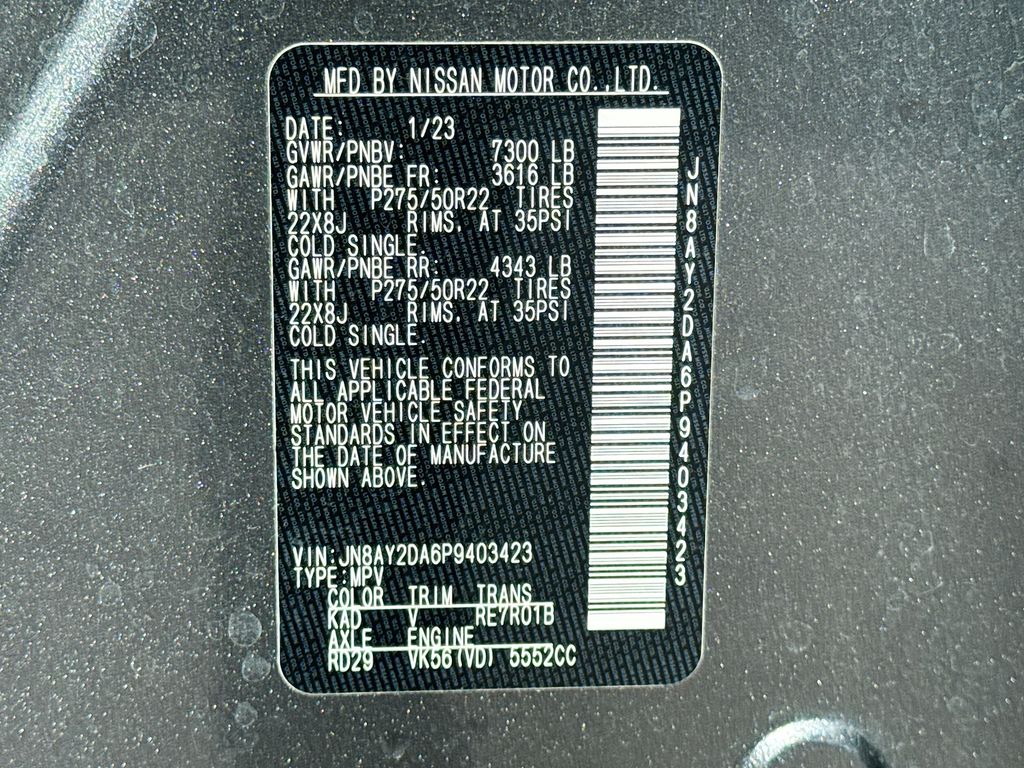 MFD BY NISSAN MOTOR CO.,LTD.
DATE: 1/23
GVWR/PNBV: 7300 LB
GAWR/PNBE FR: 3616 LB
WITH P275/50R22 TIRES
22X8J RIMS. AT 35PSI
COLD SINGLE.
GAWR/PNBE RR: 4343 LB
WITH P275/50R22 TIRES
22X8J RIMS. AT 35PSI
COLD SINGLE.
THIS VEHICLE CONFORMS TO
ALL APPLICABLE FEDERAL
MOTOR VEHICLE SAFETY
STANDARDS IN EFFECT ON
THE DATE OF MANUFACTURE
SHOWN ABOVE.
VIN:JN8AY2DA6P9403423
TYPE:MPV
COLOR TRIM TRANS
KAD V RE7R01B
AXLE ENGINE
RD29 VK56(VD) 5552CC
JN8AY2DA6P9403423